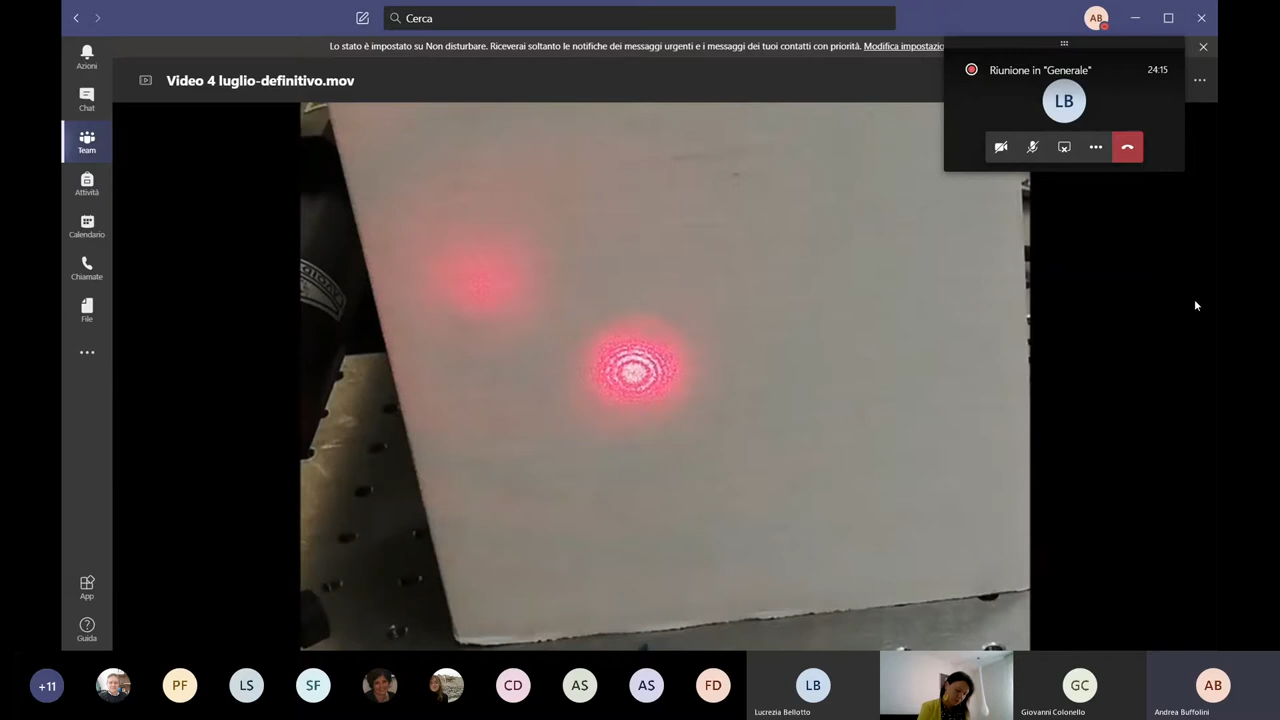 Cerca
AB
Lo stato è impostato su Non disturbare. Riceverai soltanto le notifiche dei messaggi urgenti e i messaggi dei tuoi contatti con priorità. Modifica impostazio
Azioni
Chat
Team
Attività
Calendario
Chiamate
File
App
Guida
Video 4 luglio-definitivo.mov
Riunione in "Generale"
24:15
LB
+11
PF
LS
SF
CD
AS
AS
FD
LB
Lucrezia Bellotto
GC
Giovanni Colonello
AB
Andrea Buffolini